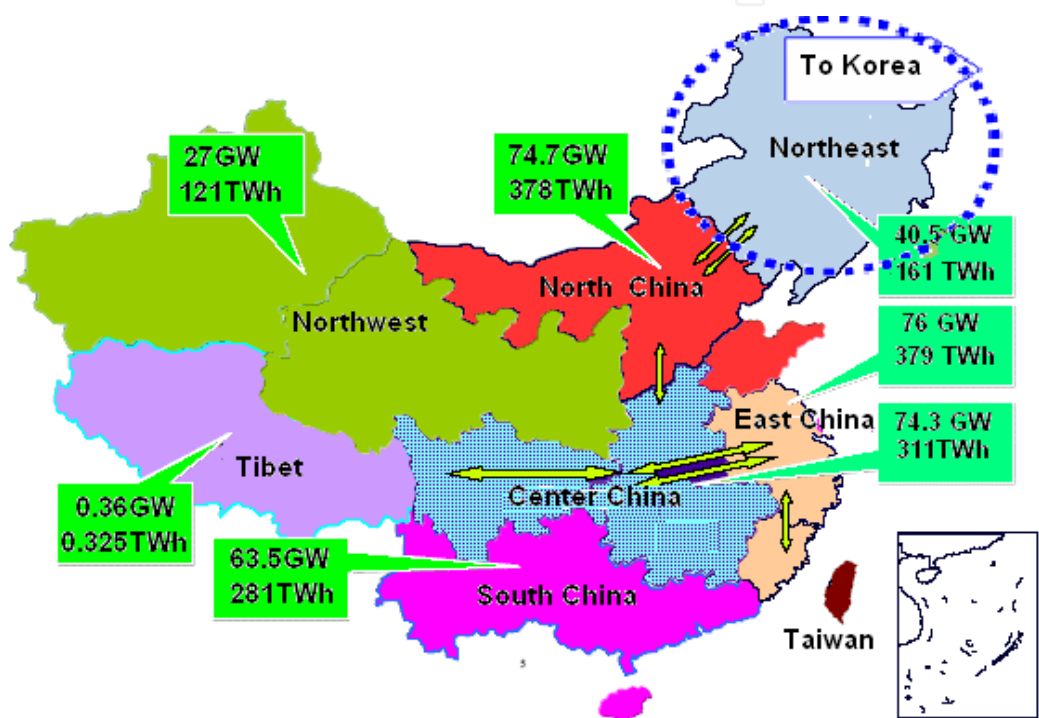 To Korea
Northeast
27GW
121TWh
74.7GW
378TWh
40.5 GW
161 TWh
North China
Northwest
76 GW
379 TWh
East China
74.3 GW
311TWh
Tibet
Center China
0.36GW
0.325TWh
63.5GW
281TWh
South China
Taiwan
5